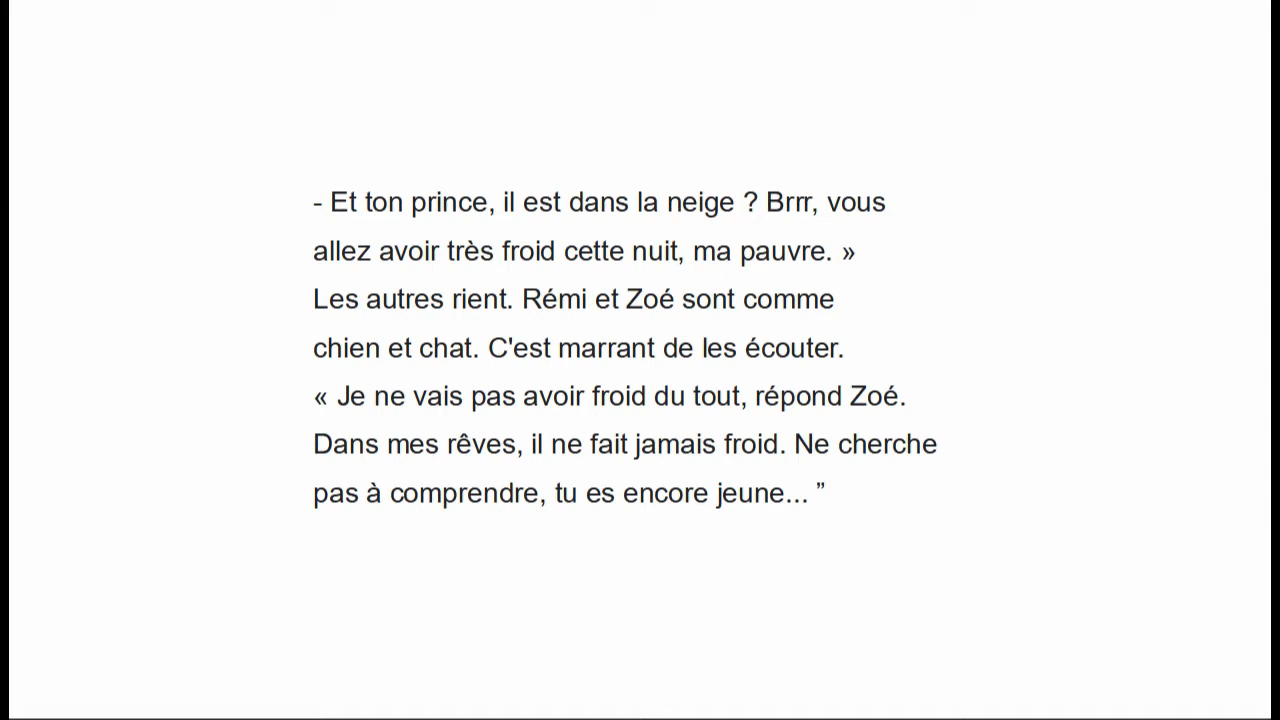 - Et ton prince, il est dans la neige ? Brrr, vous
allez avoir très froid cette nuit, ma pauvre. »
Les autres rient. Rémi et Zoé sont comme
chien et chat. C'est marrant de les écouter.
« Je ne vais pas avoir froid du tout, répond Zoé.
Dans mes rêves, il ne fait jamais froid. Ne cherche
pas à comprendre, tu es encore jeune... ”